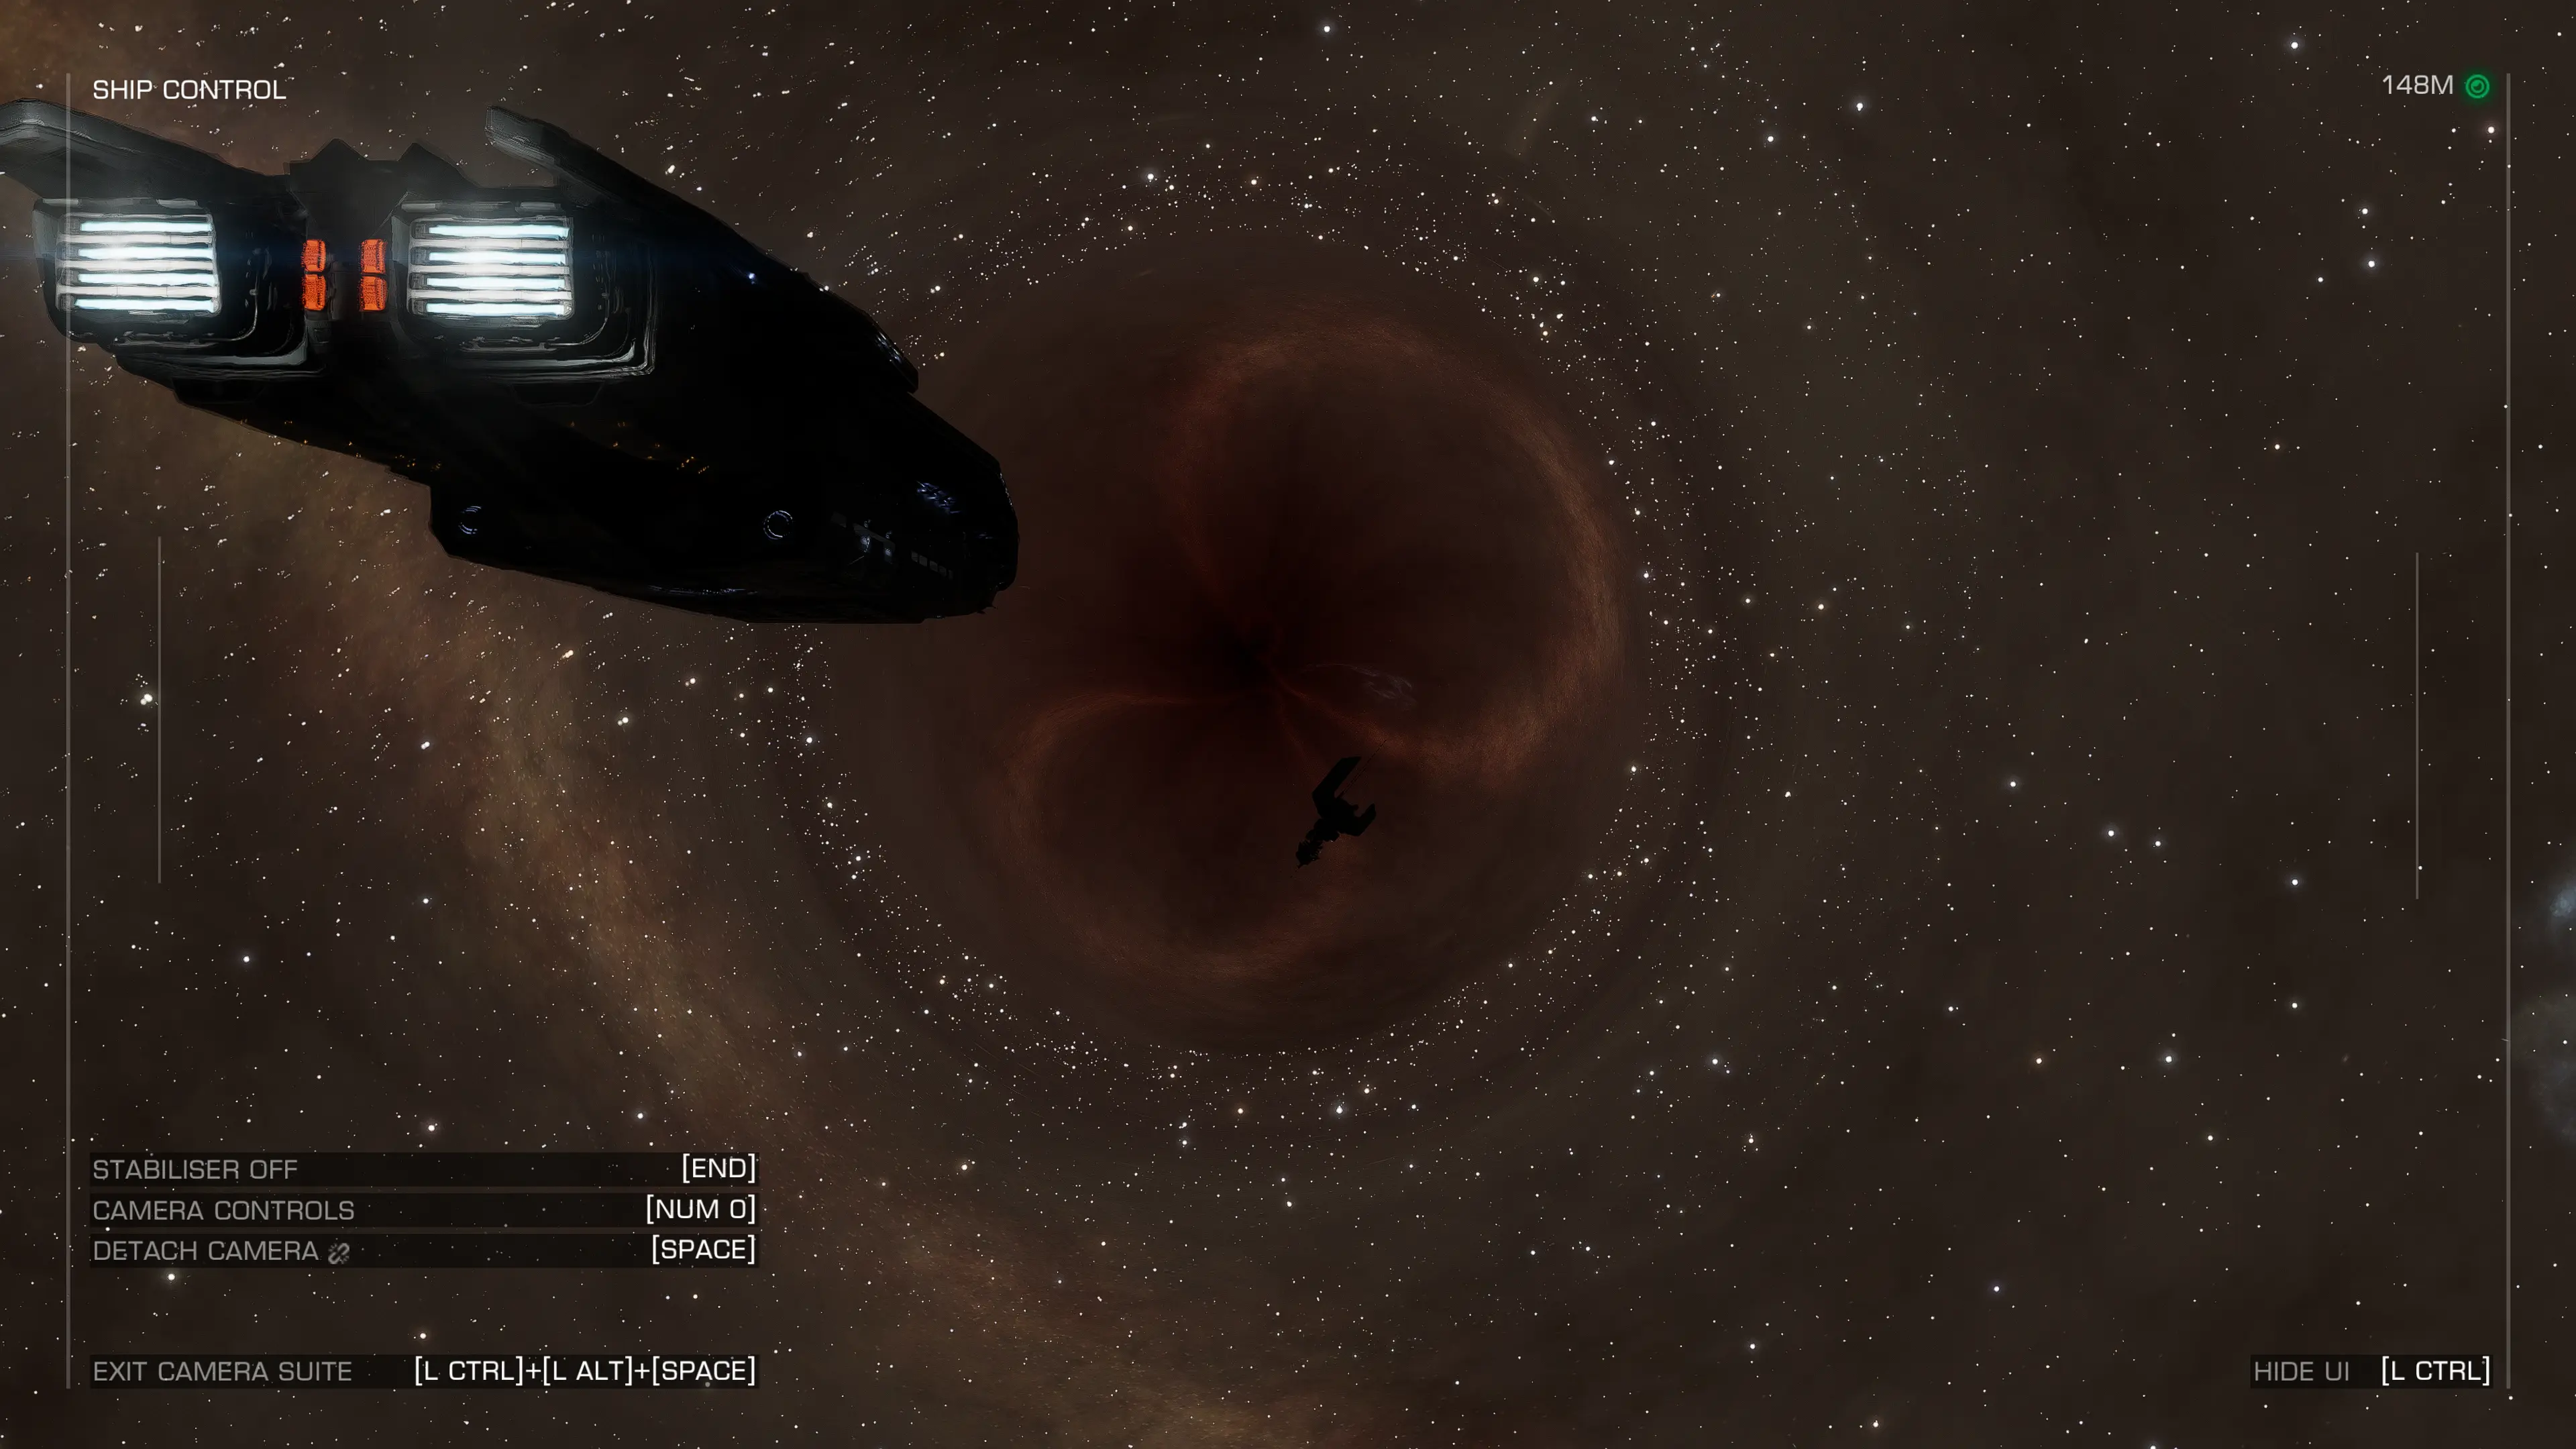 SHIP CONTROL
148M
STABILISER OFF [END]
CAMERA CONTROLS [NUM 0]
DETACH CAMERA [SPACE]
EXIT CAMERA SUITE [L CTRL]+[L ALT]+[SPACE]
HIDE UI [L CTRL]